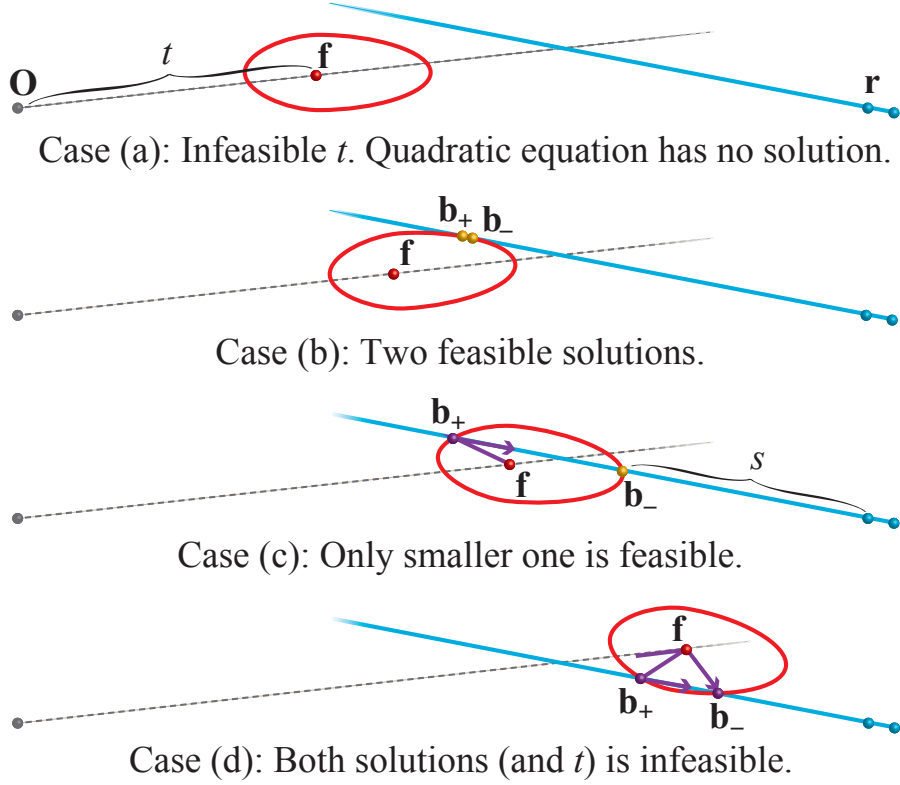 t
f
O
r
Case (a): Infeasible t. Quadratic equation has no solution.
b+ b−
f
Case (b): Two feasible solutions.
b+
s
f
b−
Case (c): Only smaller one is feasible.
f
b+
b−
Case (d): Both solutions (and t) is infeasible.